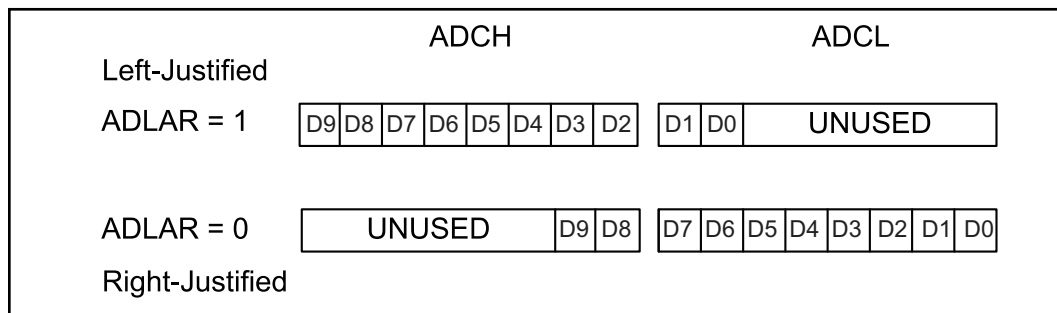 ADCH ADCL
Left-Justified
ADLAR = 1 D9 D8 D7 D6 D5 D4 D3 D2 D1 D0 UNUSED
ADLAR = 0 UNUSED D9 D8 D7 D6 D5 D4 D3 D2 D1 D0
Right-Justified